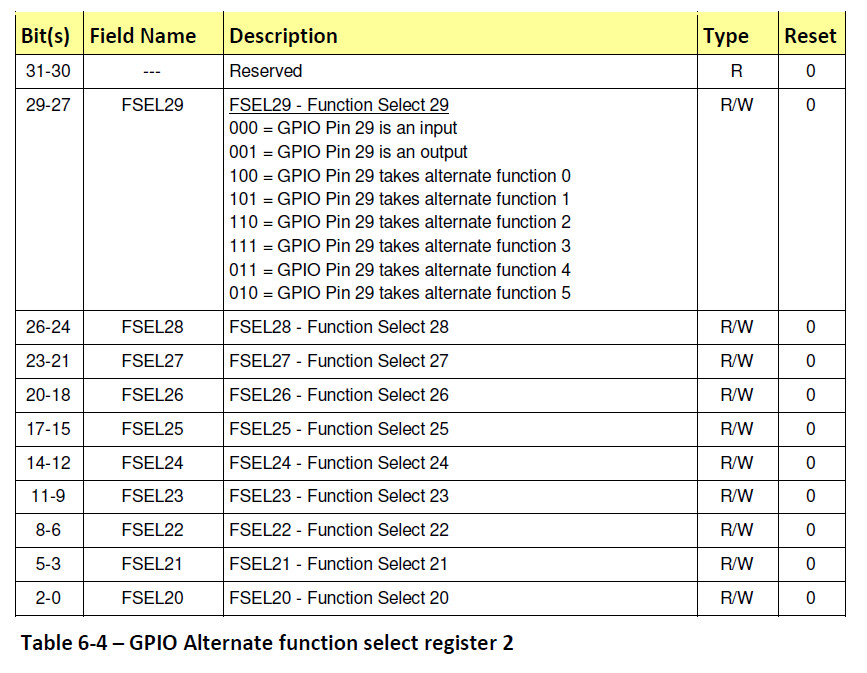 Bit(s) Field Name Description Type Reset
31-30 --- Reserved R 0
29-27 FSEL29 FSEL29 - Function Select 29 R/W 0
000 = GPIO Pin 29 is an input
001 = GPIO Pin 29 is an output
100 = GPIO Pin 29 takes alternate function 0
101 = GPIO Pin 29 takes alternate function 1
110 = GPIO Pin 29 takes alternate function 2
111 = GPIO Pin 29 takes alternate function 3
011 = GPIO Pin 29 takes alternate function 4
010 = GPIO Pin 29 takes alternate function 5
26-24 FSEL28 FSEL28 - Function Select 28 R/W 0
23-21 FSEL27 FSEL27 - Function Select 27 R/W 0
20-18 FSEL26 FSEL26 - Function Select 26 R/W 0
17-15 FSEL25 FSEL25 - Function Select 25 R/W 0
14-12 FSEL24 FSEL24 - Function Select 24 R/W 0
11-9 FSEL23 FSEL23 - Function Select 23 R/W 0
8-6 FSEL22 FSEL22 - Function Select 22 R/W 0
5-3 FSEL21 FSEL21 - Function Select 21 R/W 0
2-0 FSEL20 FSEL20 - Function Select 20 R/W 0
Table 6-4 – GPIO Alternate function select register 2